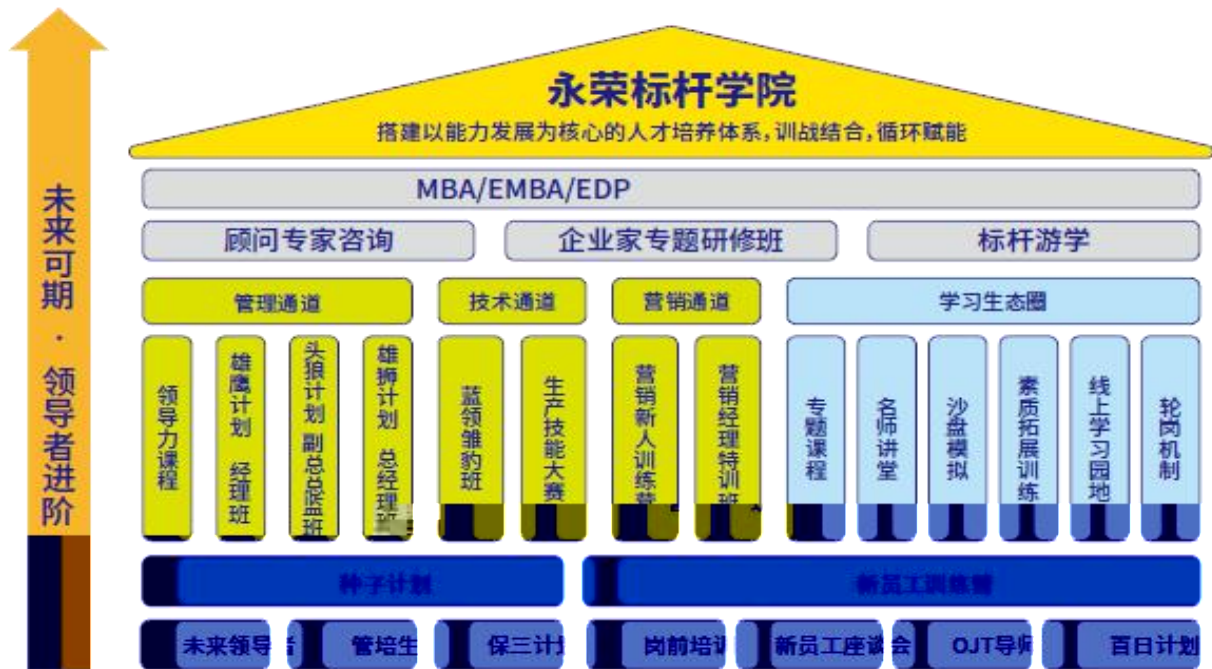 永荣标杆学院
搭建以能力发展为核心的人才培养体系,训战结合,循环赋能
MBA/EMBA/EDP
顾问专家咨询
企业家专题研修班
标杆游学
管理通道
技术通道
营销通道
学习生态圈
领导力课程
雄鹰计划 经理班
头狼计划 副总总监班
雄狮计划 总经理班
蓝领雏豹班
生产技能大赛
营销新人训练营
营销经理特训班
专题课程
名师讲堂
沙盘模拟
素质拓展训练
线上学习园地
轮岗机制
种子计划
新员工训练营
未来领导者
管培生
保三计划
岗前培训
新员工座谈会
OJT导师
百日计划
未来可期·领导者进阶